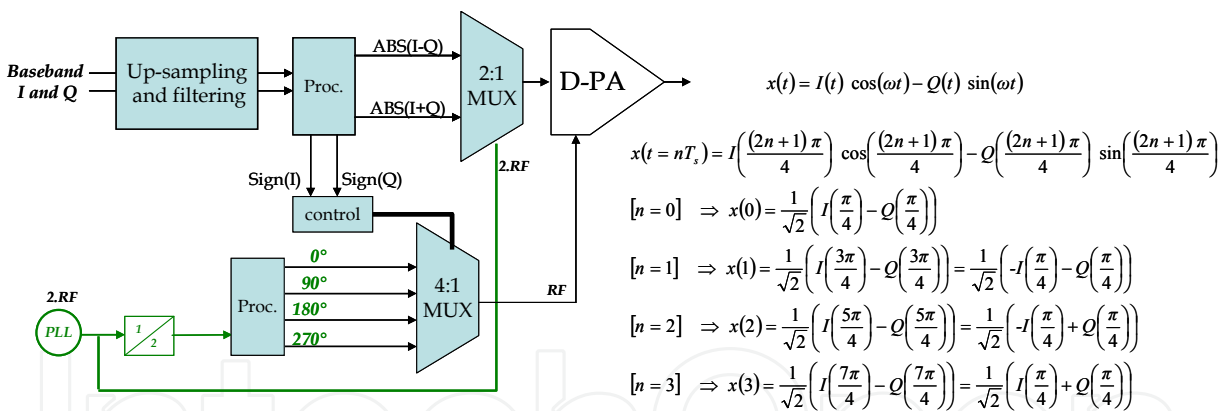 Baseband
I and Q
Up-sampling
and filtering
Proc.
ABS(I-Q)
ABS(I+Q)
2:1
MUX
D-PA
2.RF
Sign(I)
Sign(Q)
control
0°
90°
180°
270°
4:1
MUX
RF
2.RF
PLL
1/2
Proc.
x(t) = I(t) cos(ωt) − Q(t) sin(ωt)
x(t = nTₛ) = I((2n+1)π/4) cos((2n+1)π/4) − Q((2n+1)π/4) sin((2n+1)π/4)
[n = 0] ⇒ x(0) = 1/√2 (I(π/4) − Q(π/4))
[n = 1] ⇒ x(1) = 1/√2 (I(3π/4) − Q(3π/4)) = 1/√2 (-I(π/4) − Q(π/4))
[n = 2] ⇒ x(2) = 1/√2 (I(5π/4) − Q(5π/4)) = 1/√2 (-I(π/4) + Q(π/4))
[n = 3] ⇒ x(3) = 1/√2 (I(7π/4) − Q(7π/4)) = 1/√2 (I(π/4) + Q(π/4))